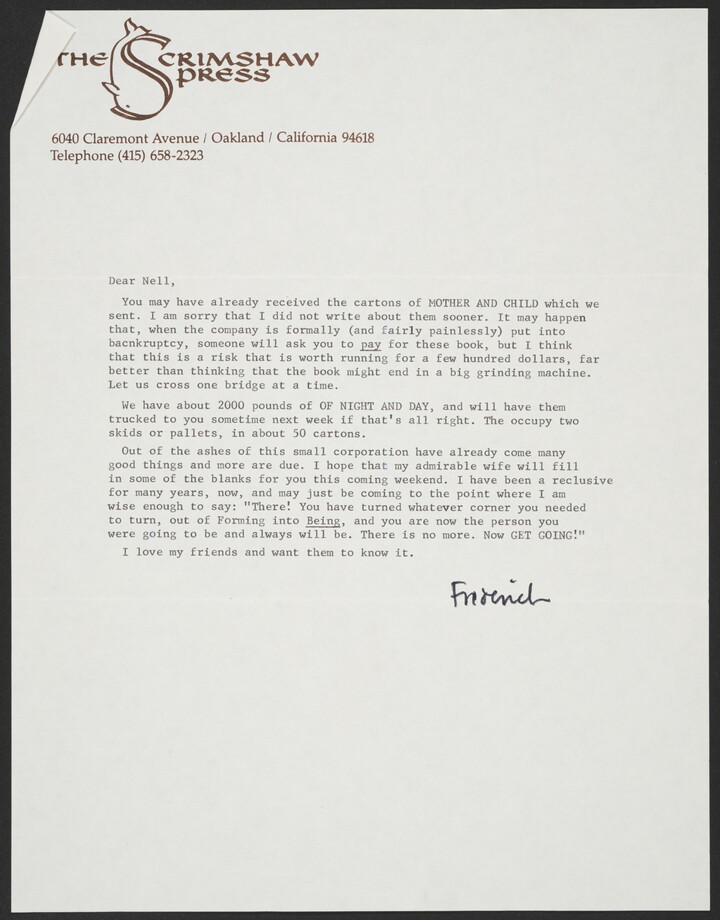 THE SCRIMSHAW
PRESS
6040 Claremont Avenue / Oakland / California 94618
Telephone (415) 658-2323
Dear Nell,
You may have already received the cartons of MOTHER AND CHILD which we
sent. I am sorry that I did not write about them sooner. It may happen
that, when the company is formally (and fairly painlessly) put into
bacnkruptcy, someone will ask you to pay for these book, but I think
that this is a risk that is worth running for a few hundred dollars, far
better than thinking that the book might end in a big grinding machine.
Let us cross one bridge at a time.
We have about 2000 pounds of OF NIGHT AND DAY, and will have them
trucked to you sometime next week if that's all right. The occupy two
skids or pallets, in about 50 cartons.
Out of the ashes of this small corporation have already come many
good things and more are due. I hope that my admirable wife will fill
in some of the blanks for you this coming weekend. I have been a reclusive
for many years, now, and may just be coming to the point where I am
wise enough to say: "There! You have turned whatever corner you needed
to turn, out of Forming into Being, and you are now the person you
were going to be and always will be. There is no more. Now GET GOING!"
I love my friends and want them to know it.
Frederick